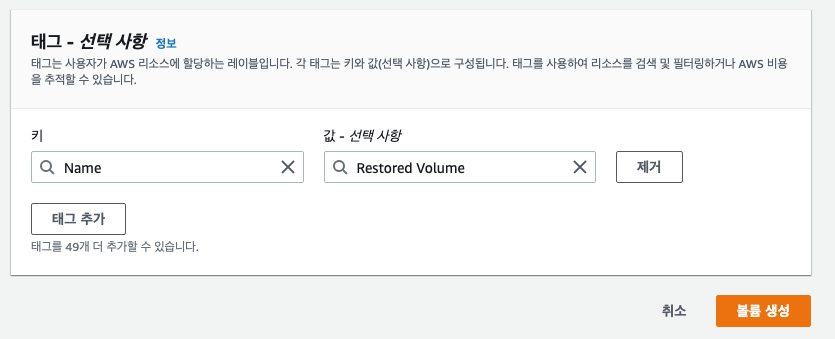 태그 - 선택 사항 정보
태그는 사용자가 AWS 리소스에 할당하는 레이블입니다. 각 태그는 키와 값(선택 사항)으로 구성됩니다. 태그를 사용하여 리소스를 검색 및 필터링하거나 AWS 비용
을 추적할 수 있습니다.
키 값 - 선택 사항
Name Restored Volume 제거
태그 추가
태그를 49개 더 추가할 수 있습니다.
취소 볼륨 생성